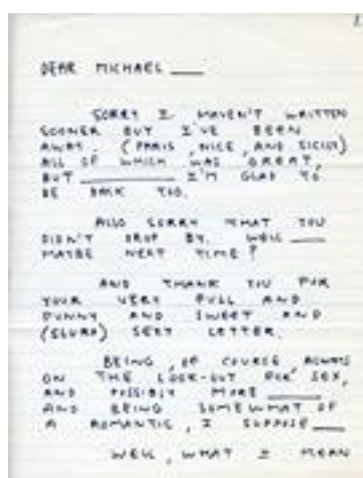 DEAR MICHAEL ____
SORRY I HAVEN'T WRITTEN
SOONER BUT I'VE BEEN
AWAY. (PARIS, NICE, AND SICILY)
ALL OF WHICH WAS GREAT,
BUT ________ I'M GLAD TO
BE BACK TOO.
ALSO SORRY THAT YOU
DIDN'T DROP BY. WELL ____
MAYBE NEXT TIME?
AND THANK YOU FOR
YOUR VERY FULL AND
FUNNY AND SWEET AND
(SLURP) SEXY LETTER.
BEING, OF COURSE ALWAYS
ON THE LOOK-OUT FOR SEX,
AND POSSIBLY MORE ____
AND BEING SOMEWHAT OF
A ROMANTIC, I SUPPOSE ____
WELL, WHAT I MEAN